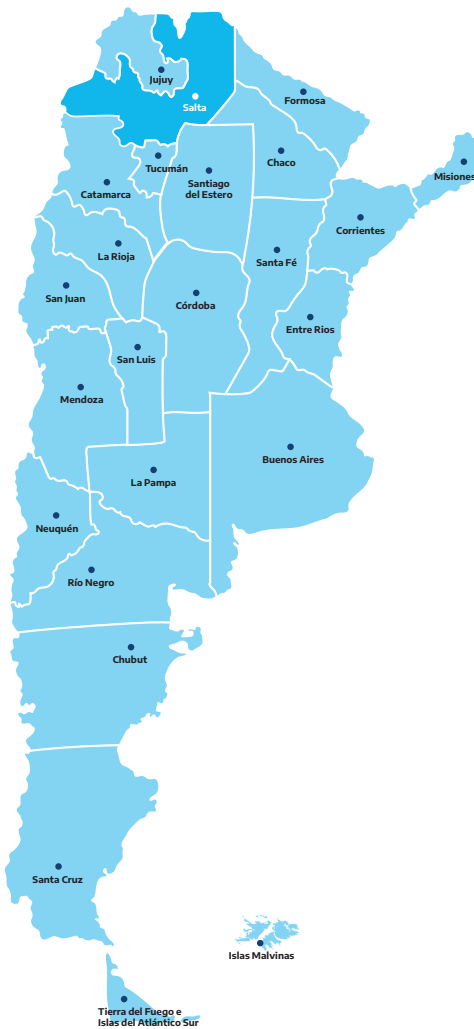 Jujuy
Salta
Formosa
Tucumán
Chaco
Misiones
Santiago
del Estero
Catamarca
Corrientes
La Rioja
Santa Fé
San Juan
Córdoba
Entre Rios
San Luis
Mendoza
Buenos Aires
La Pampa
Neuquén
Río Negro
Chubut
Santa Cruz
Islas Malvinas
Tierra del Fuego e
Islas del Atlántico Sur